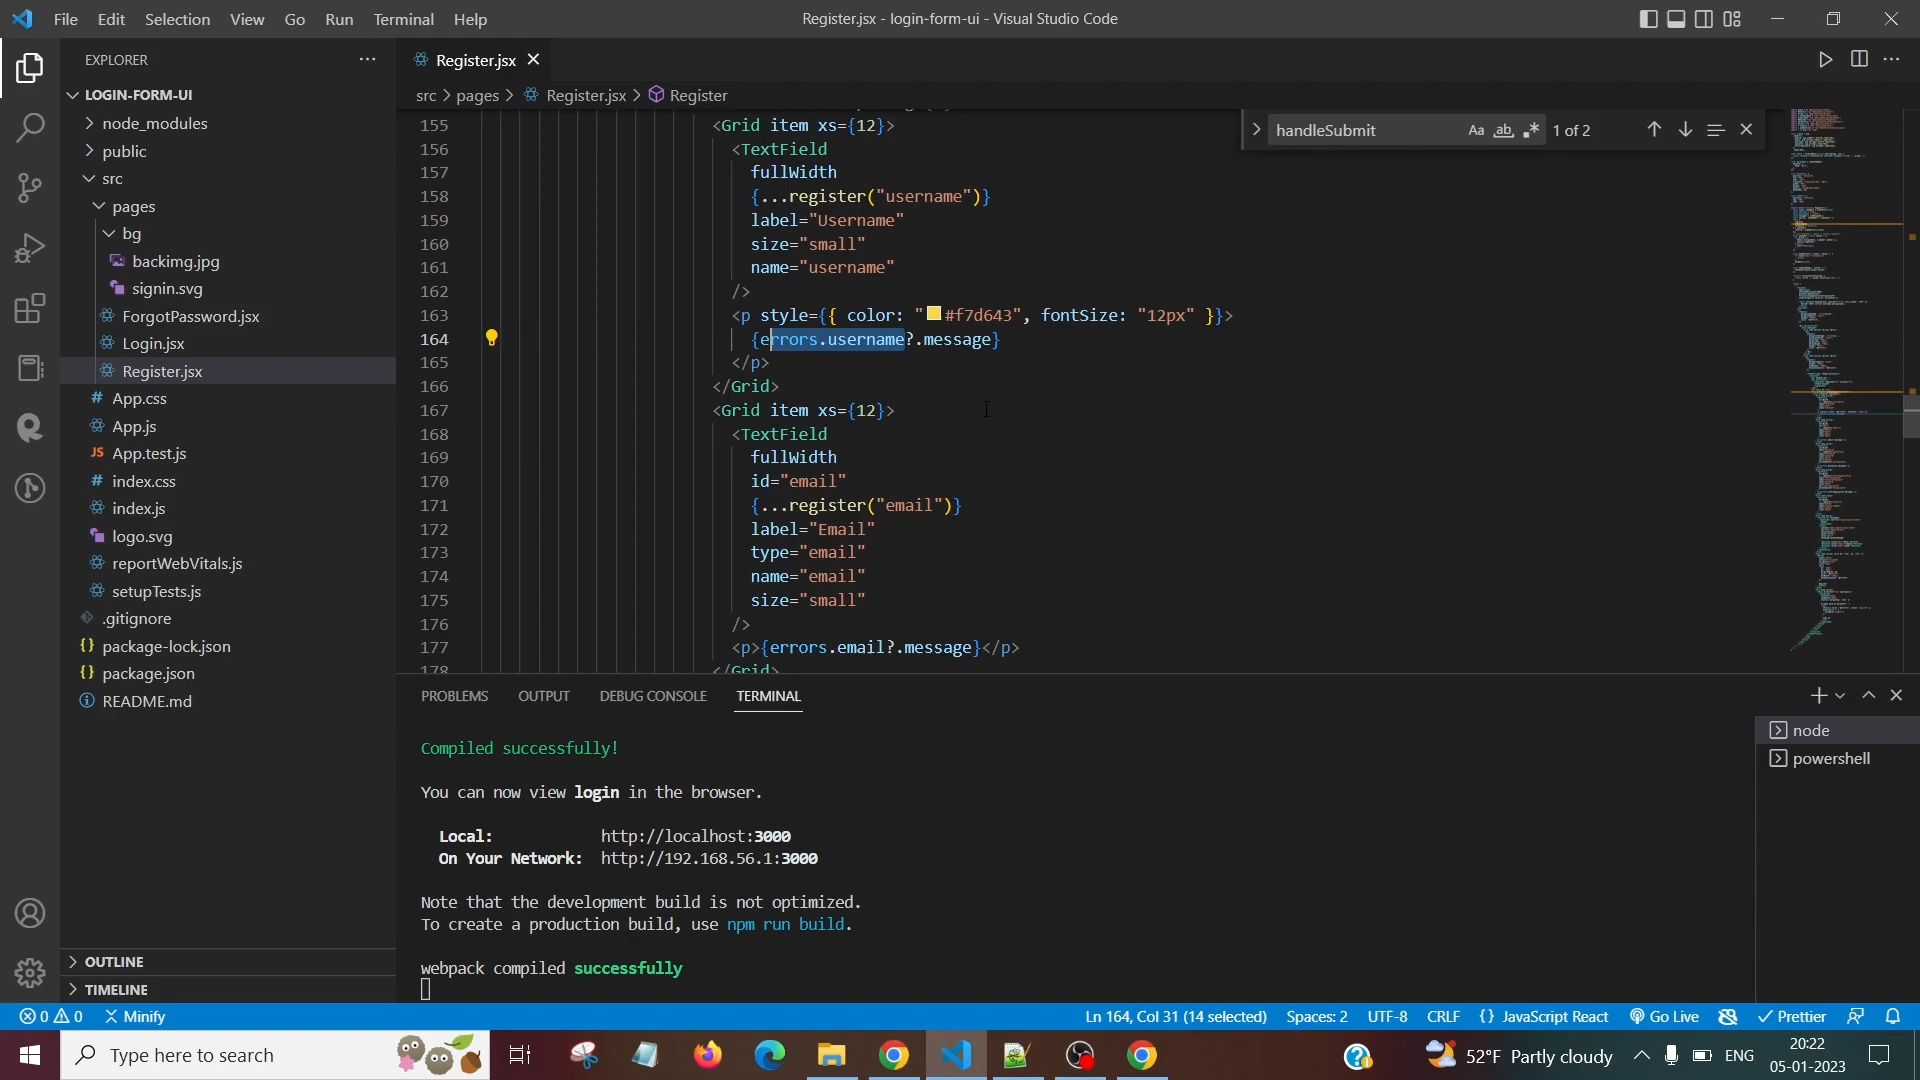 File Edit Selection View Go Run Terminal Help
Register.jsx - login-form-ui - Visual Studio Code
EXPLORER
LOGIN-FORM-UI
node_modules
public
src
pages
bg
backimg.jpg
signin.svg
ForgotPassword.jsx
Login.jsx
Register.jsx
# App.css
App.js
JS App.test.js
# index.css
index.js
logo.svg
reportWebVitals.js
setupTests.js
.gitignore
{} package-lock.json
{} package.json
README.md
OUTLINE
TIMELINE
Register.jsx
src > pages > Register.jsx > Register
handleSubmit Aa ab 1 of 2
155 <Grid item xs={12}>
156 <TextField
157 fullWidth
158 {...register("username")}
159 label="Username"
160 size="small"
161 name="username"
162 />
163 <p style={{ color: "#f7d643", fontSize: "12px" }}>
164 {errors.username?.message}
165 </p>
166 </Grid>
167 <Grid item xs={12}>
168 <TextField
169 fullWidth
170 id="email"
171 {...register("email")}
172 label="Email"
173 type="email"
174 name="email"
175 size="small"
176 />
177 <p>{errors.email?.message}</p>
178 </Grid>
PROBLEMS OUTPUT DEBUG CONSOLE TERMINAL
Compiled successfully!
You can now view login in the browser.
Local: http://localhost:3000
On Your Network: http://192.168.56.1:3000
Note that the development build is not optimized.
To create a production build, use npm run build.
webpack compiled successfully
node
powershell
0 0 Minify
Ln 164, Col 31 (14 selected) Spaces: 2 UTF-8 CRLF {} JavaScript React Go Live Prettier
Type here to search
52°F Partly cloudy ENG
20:22
05-01-2023